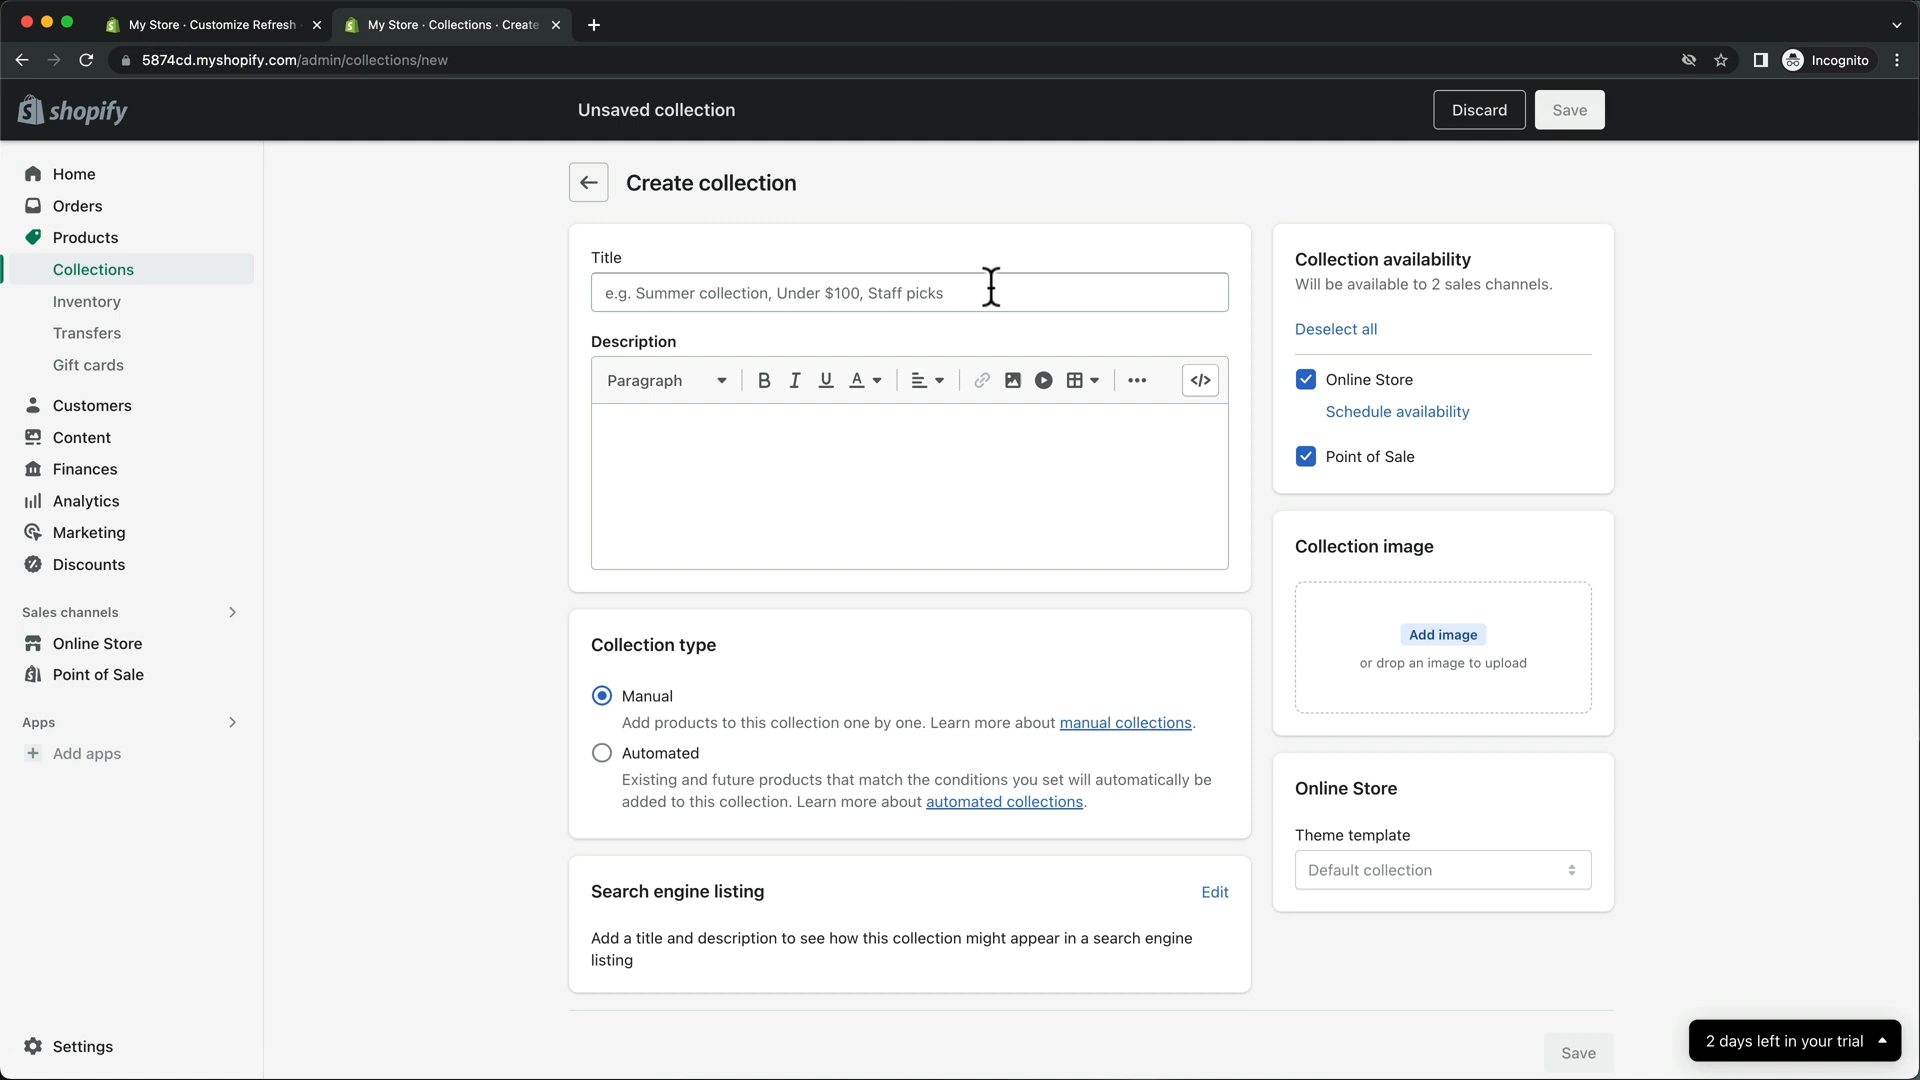 My Store · Customize Refresh
My Store · Collections · Create
5874cd.myshopify.com/admin/collections/new
Incognito
shopify
Unsaved collection
Discard
Save
Home
Orders
Products
Collections
Inventory
Transfers
Gift cards
Customers
Content
Finances
Analytics
Marketing
Discounts
Sales channels
Online Store
Point of Sale
Apps
Add apps
Settings
Create collection
Title
e.g. Summer collection, Under $100, Staff picks
Description
Paragraph
B I U A
</>
Collection type
Manual
Add products to this collection one by one. Learn more about manual collections.
Automated
Existing and future products that match the conditions you set will automatically be
added to this collection. Learn more about automated collections.
Search engine listing
Edit
Add a title and description to see how this collection might appear in a search engine
listing
Collection availability
Will be available to 2 sales channels.
Deselect all
Online Store
Schedule availability
Point of Sale
Collection image
Add image
or drop an image to upload
Online Store
Theme template
Default collection
Save
2 days left in your trial